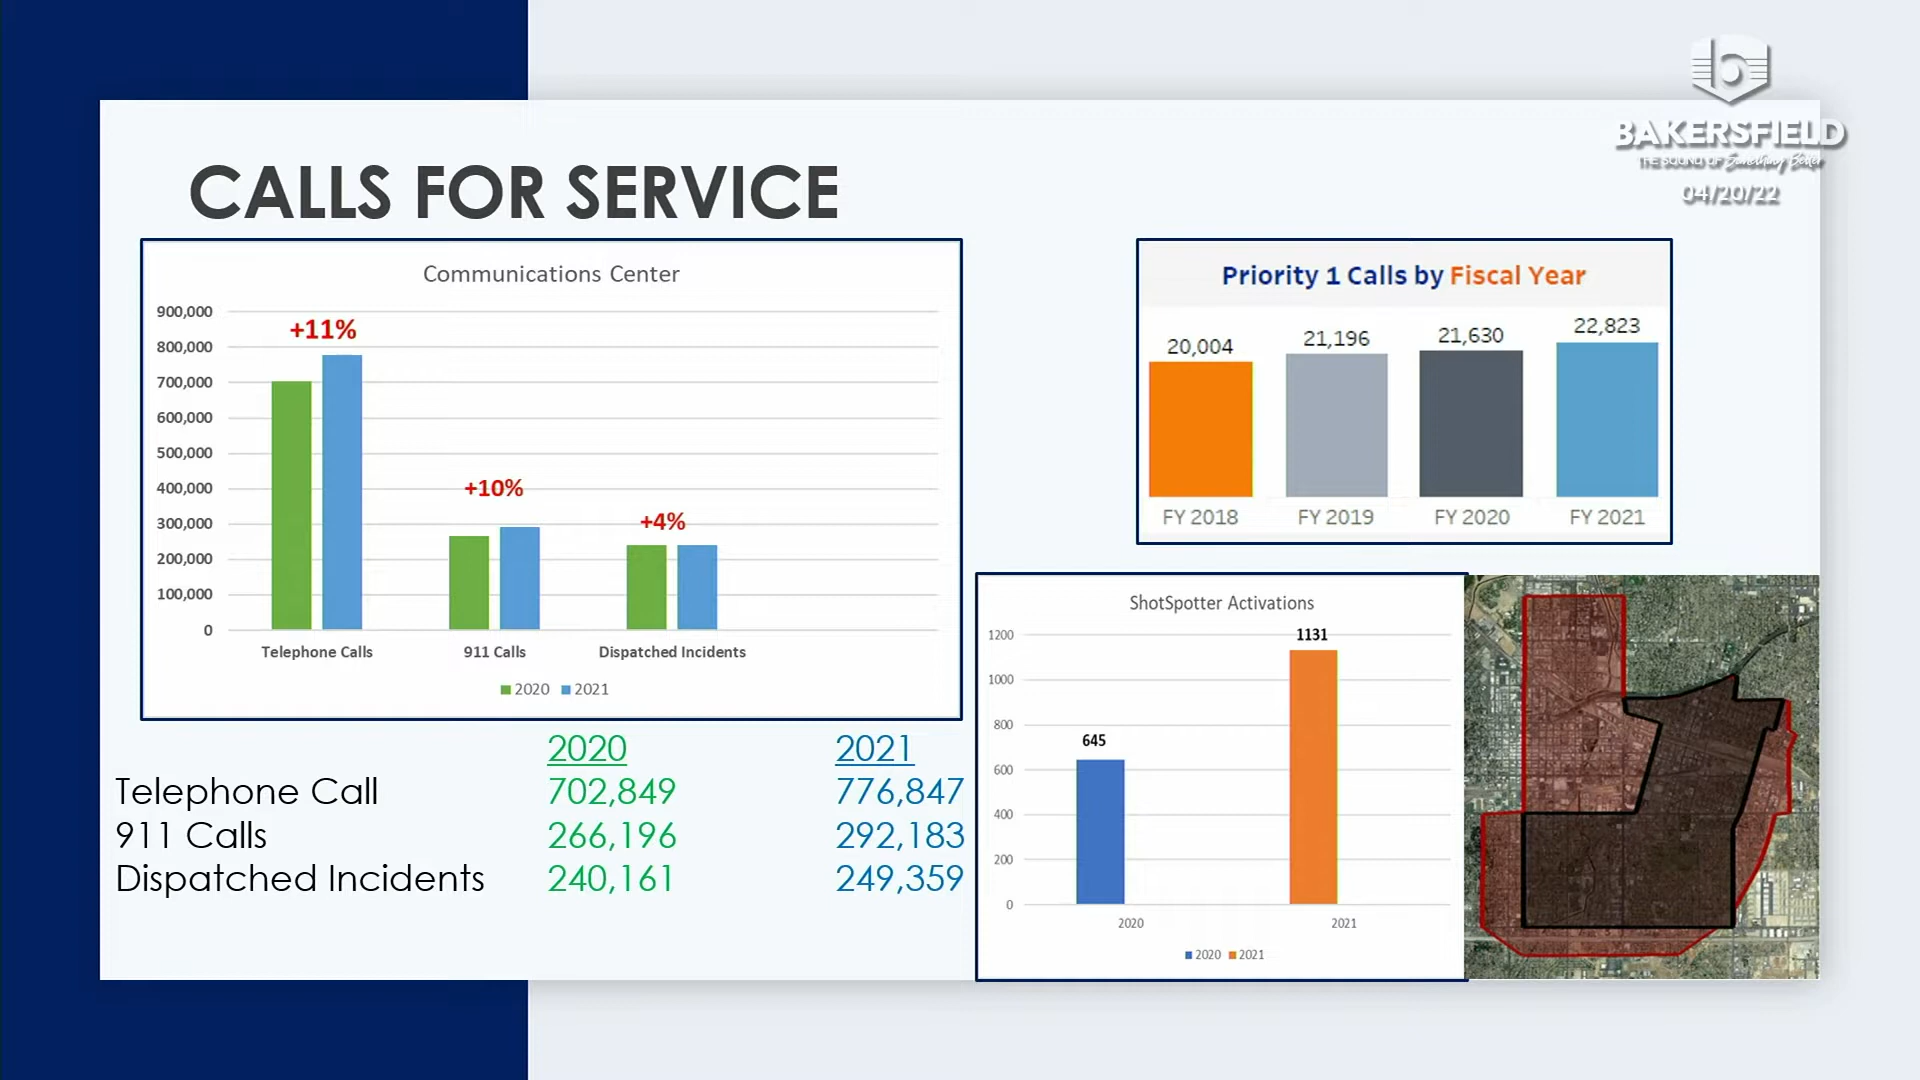 BAKERSFIELD
THE SOUND OF Something Better
04/20/22
CALLS FOR SERVICE
Communications Center
900,000
800,000
700,000
600,000
500,000
400,000
300,000
200,000
100,000
0
+11%
+10%
+4%
Telephone Calls 911 Calls Dispatched Incidents
2020 2021
Priority 1 Calls by Fiscal Year
20,004 21,196 21,630 22,823
FY 2018 FY 2019 FY 2020 FY 2021
2020 2021
Telephone Call 702,849 776,847
911 Calls 266,196 292,183
Dispatched Incidents 240,161 249,359
ShotSpotter Activations
1200
1000
800
600
400
200
0
645
1131
2020 2021
2020 2021